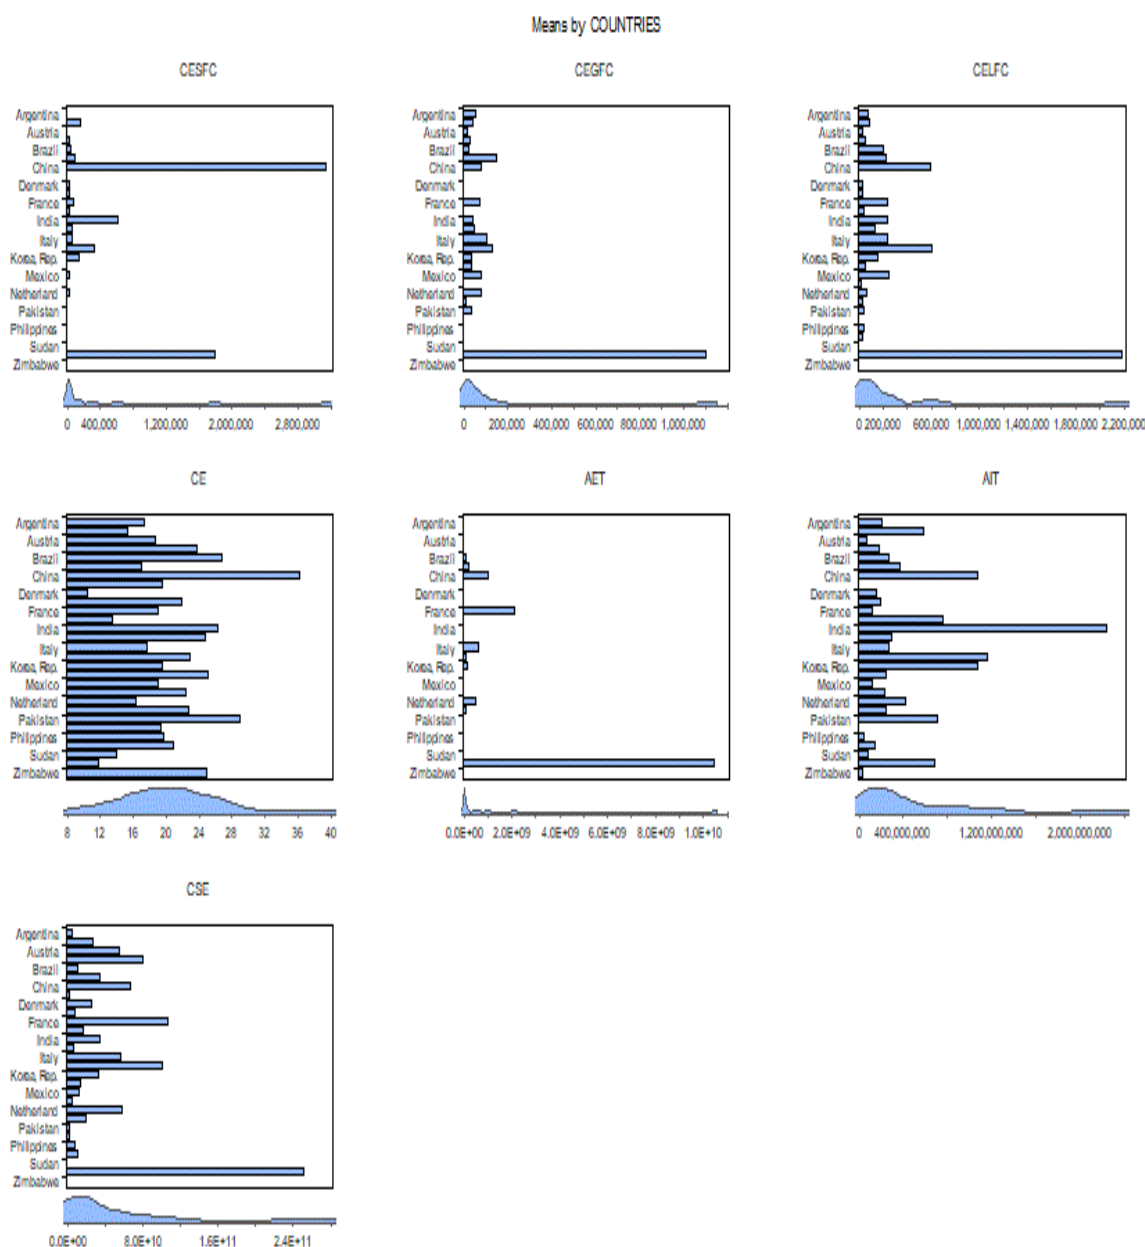 Means by COUNTRIES
CESFC
Argentina
Austria
Brazil
China
Denmark
France
India
Italy
Korea, Rep.
Mexico
Netherland
Pakistan
Philippines
Sudan
Zimbabwe
0 400,000 1,200,000 2,000,000 2,800,000
CEGFC
Argentina
Austria
Brazil
China
Denmark
France
India
Italy
Korea, Rep.
Mexico
Netherland
Pakistan
Philippines
Sudan
Zimbabwe
0 200,000 400,000 600,000 800,000 1,000,000
CELFC
Argentina
Austria
Brazil
China
Denmark
France
India
Italy
Korea, Rep.
Mexico
Netherland
Pakistan
Philippines
Sudan
Zimbabwe
0 200,000 600,000 1,000,000 1,400,000 1,800,000 2,200,000
CE
Argentina
Austria
Brazil
China
Denmark
France
India
Italy
Korea, Rep.
Mexico
Netherland
Pakistan
Philippines
Sudan
Zimbabwe
8 12 16 20 24 28 32 36 40
AET
Argentina
Austria
Brazil
China
Denmark
France
India
Italy
Korea, Rep.
Mexico
Netherland
Pakistan
Philippines
Sudan
Zimbabwe
0.0E+00 2.0E+09 4.0E+09 6.0E+09 8.0E+09 1.0E+10
AIT
Argentina
Austria
Brazil
China
Denmark
France
India
Italy
Korea, Rep.
Mexico
Netherland
Pakistan
Philippines
Sudan
Zimbabwe
0 400,000,000 1,200,000,000 2,000,000,000
CSE
Argentina
Austria
Brazil
China
Denmark
France
India
Italy
Korea, Rep.
Mexico
Netherland
Pakistan
Philippines
Sudan
Zimbabwe
0.0E+00 8.0E+10 1.6E+11 2.4E+11